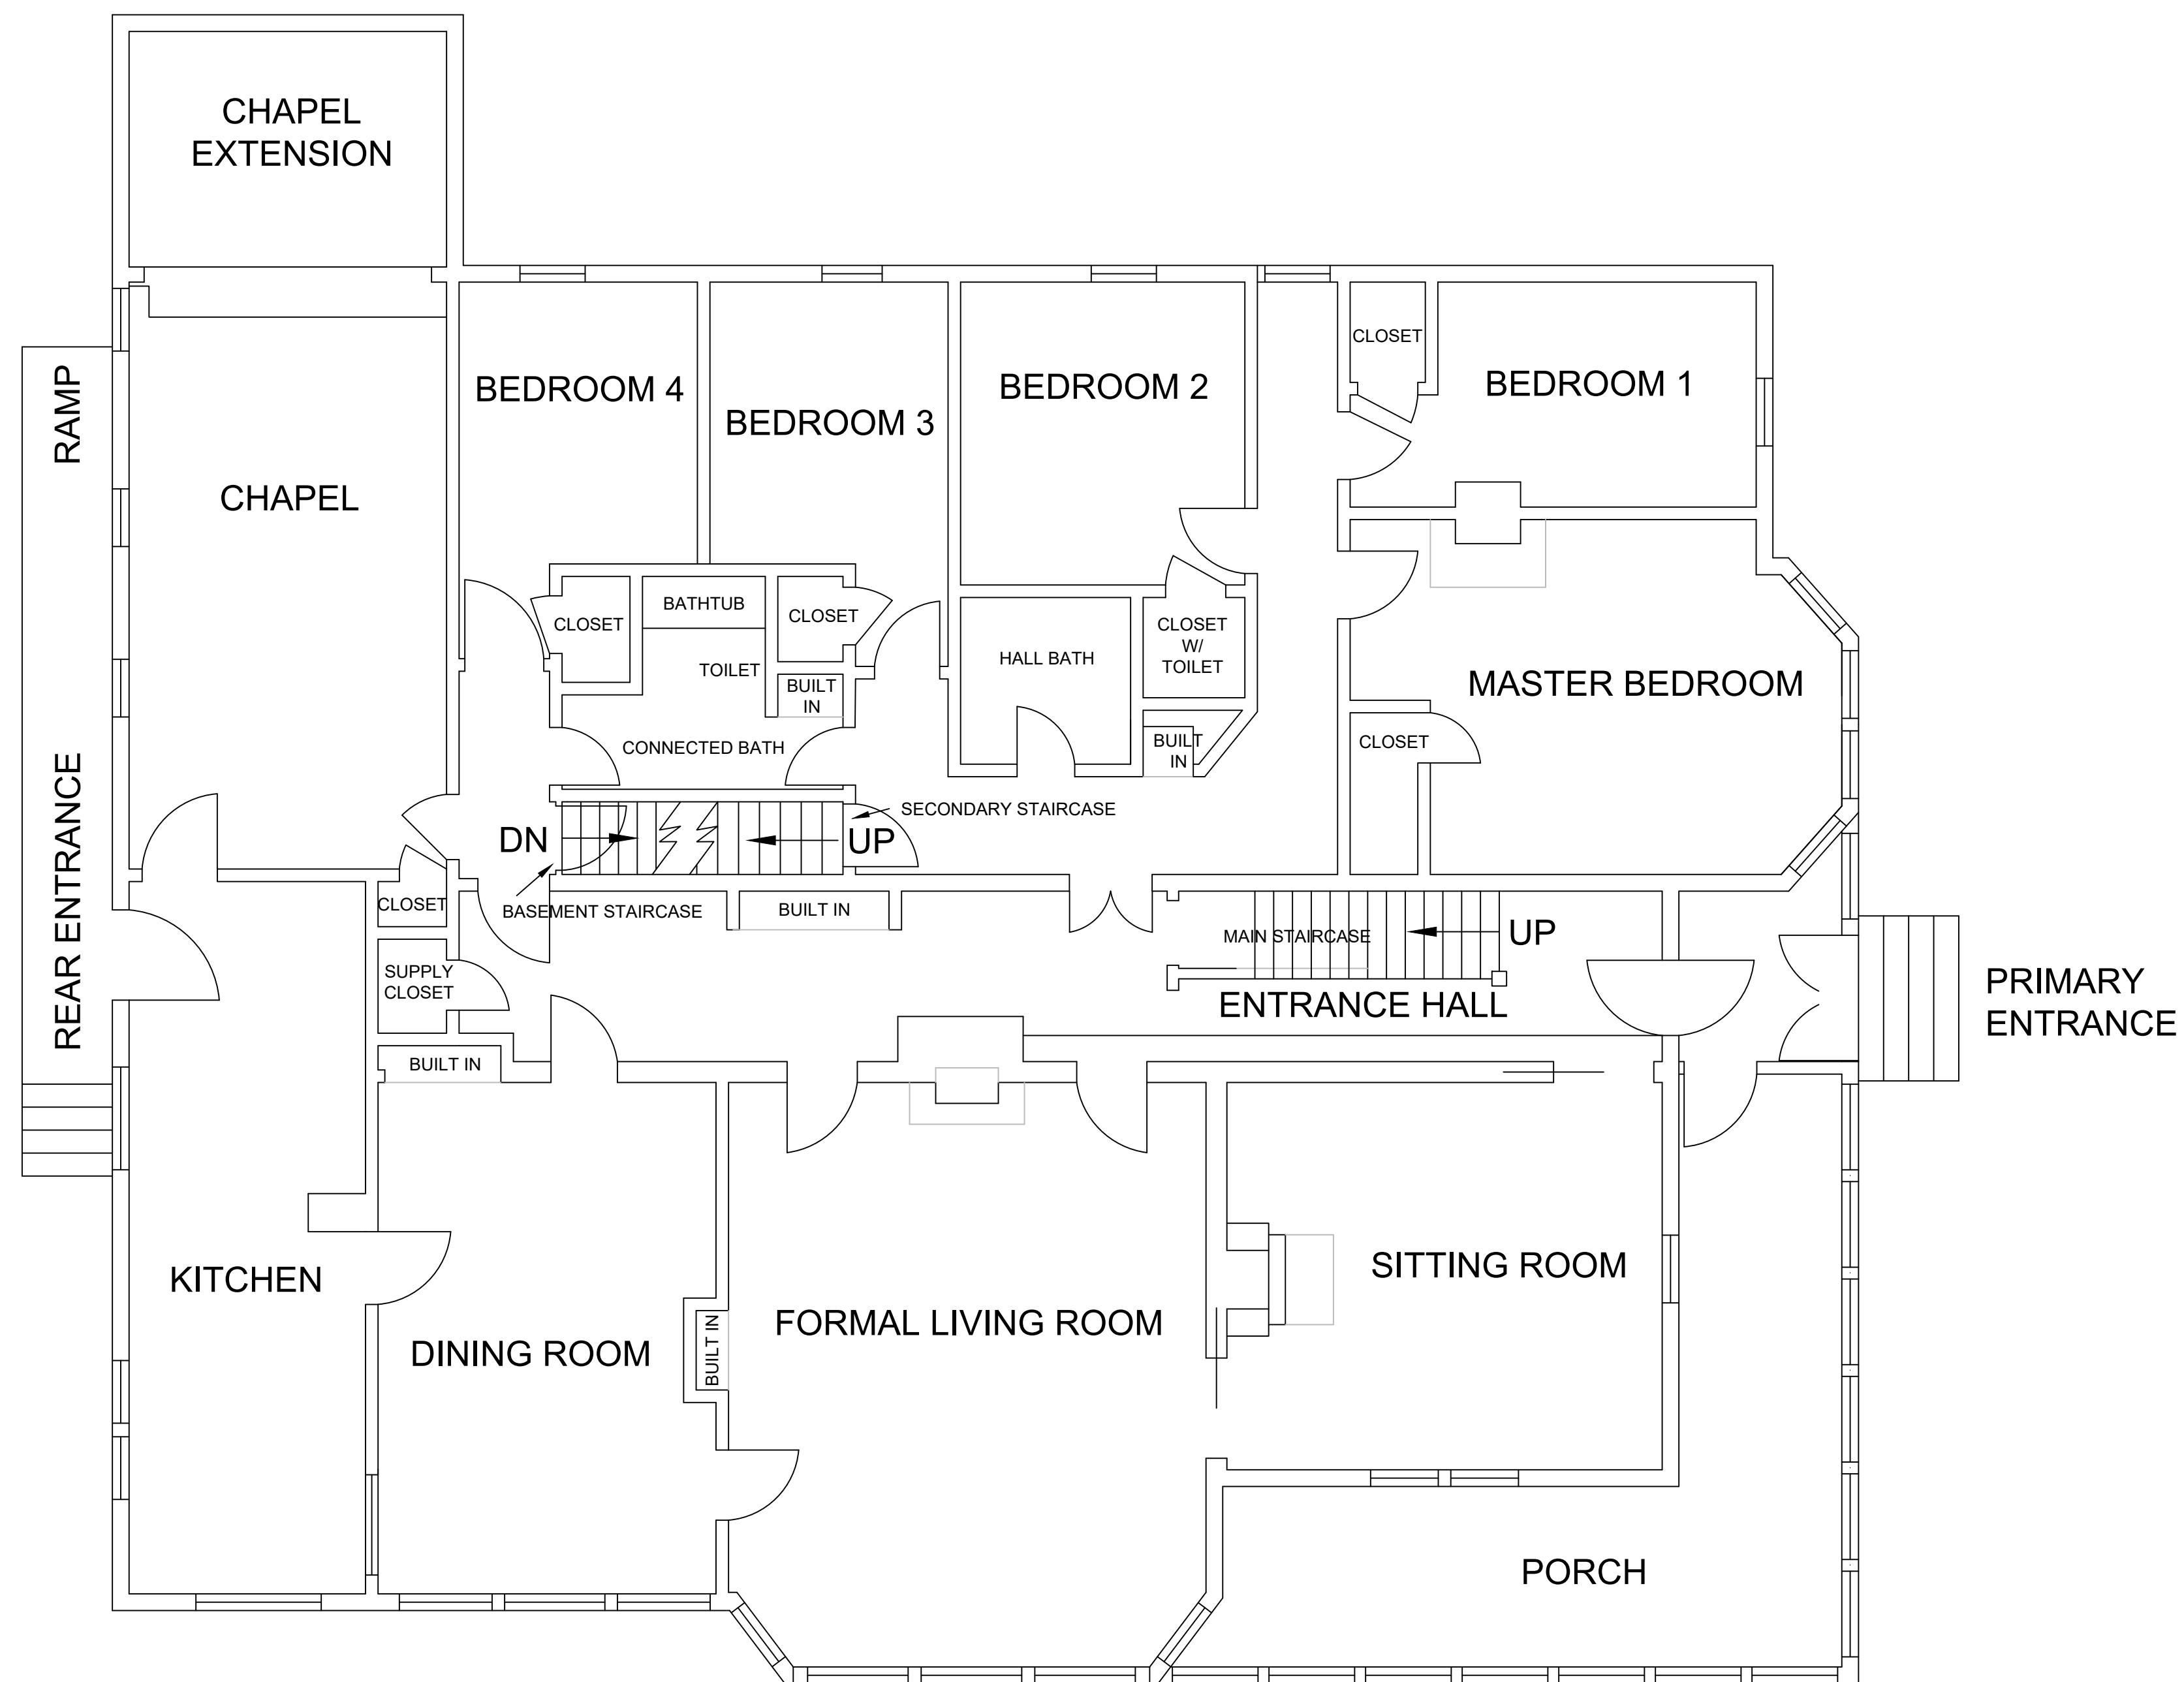 CHAPEL
EXTENSION
RAMP
CLOSET
BEDROOM 4
BEDROOM 3
BEDROOM 2
BEDROOM 1
CHAPEL
BATHTUB
CLOSET
CLOSET
CLOSET
W/
TOILET
HALL BATH
TOILET
BUILT
IN
MASTER BEDROOM
CONNECTED BATH
BUILT
IN
CLOSET
REAR ENTRANCE
SECONDARY STAIRCASE
DN
UP
CLOSET
BASEMENT STAIRCASE
BUILT IN
MAIN STAIRCASE
UP
SUPPLY
CLOSET
ENTRANCE HALL
PRIMARY
ENTRANCE
BUILT IN
KITCHEN
SITTING ROOM
FORMAL LIVING ROOM
DINING ROOM
BUILT IN
PORCH